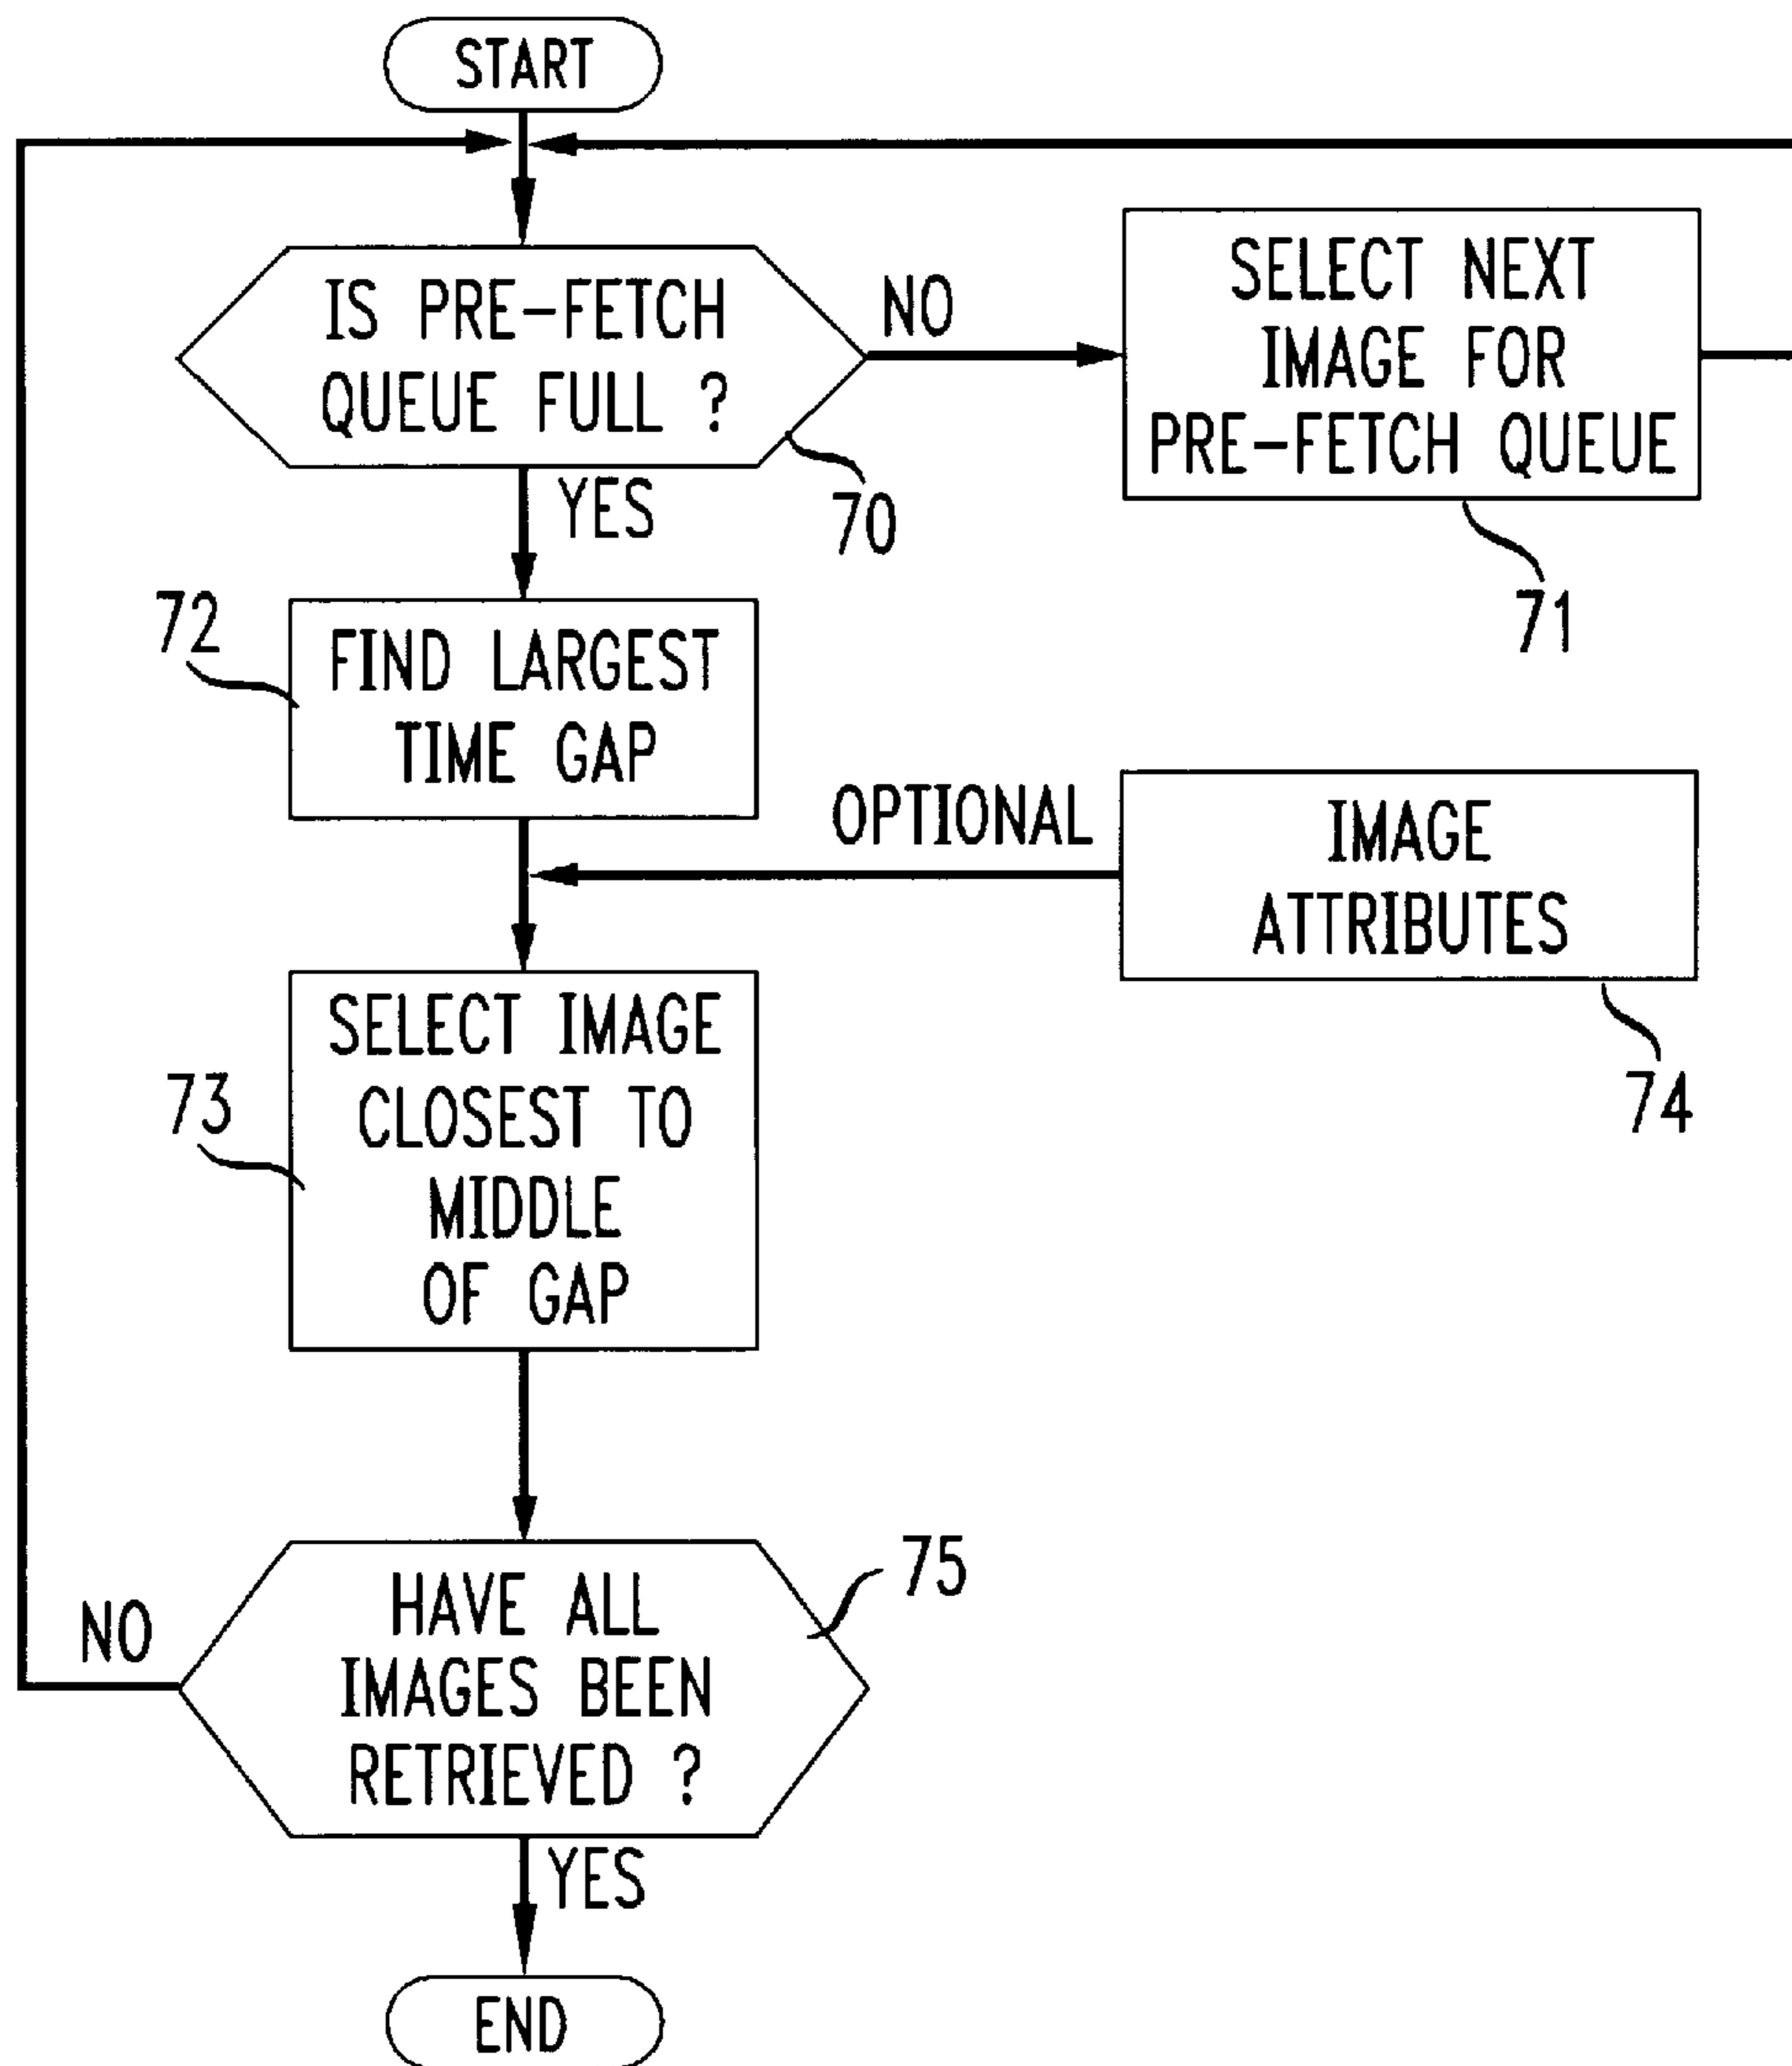 START
IS PRE-FETCH
QUEUE FULL ?
NO
SELECT NEXT
IMAGE FOR
PRE-FETCH QUEUE
YES
70
71
72
FIND LARGEST
TIME GAP
OPTIONAL
IMAGE
ATTRIBUTES
74
73
SELECT IMAGE
CLOSEST TO
MIDDLE
OF GAP
75
NO
HAVE ALL
IMAGES BEEN
RETRIEVED ?
YES
END